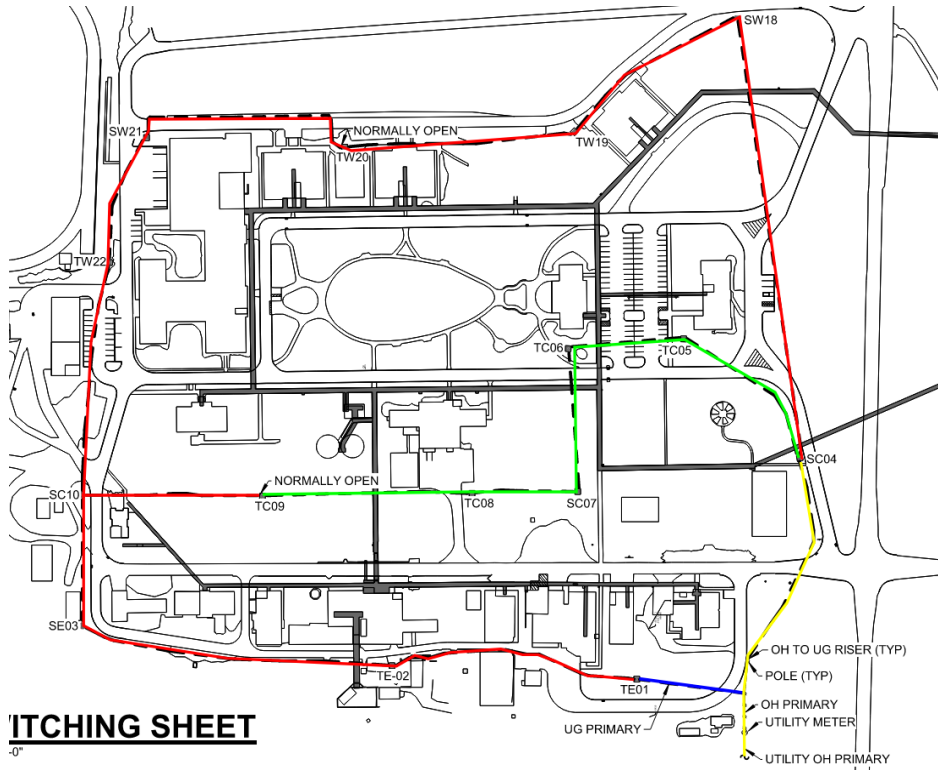 SW18
SW21
NORMALLY OPEN
TW20
TW19
TW22
TC06
TC05
SC04
NORMALLY OPEN
SC10
TC09
TC08
SC07
SE03
OH TO UG RISER (TYP)
TE-02
POLE (TYP)
TE01
OH PRIMARY
UG PRIMARY
UTILITY METER
ITCHING SHEET
-0"
UTILITY OH PRIMARY